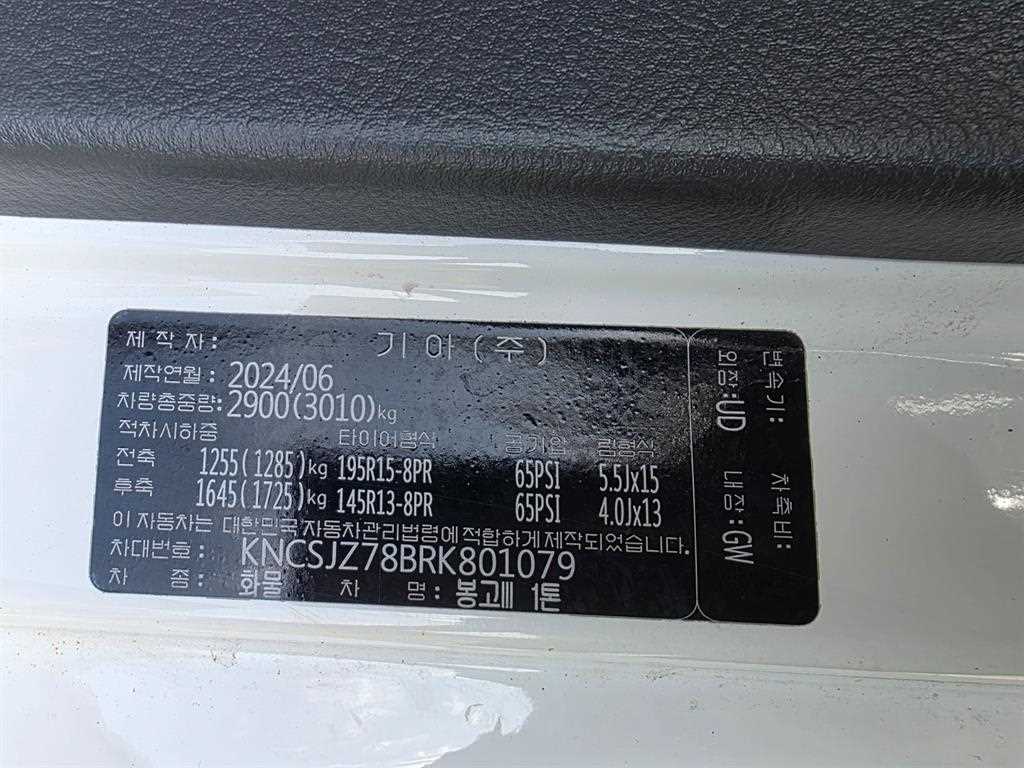 제 작 자 : 기 아 ( 주 )
제작연월 : 2024/06
차량총중량: 2900(3010)kg
적차시하중 타이어형식 공기압 림형식
전축 1255(1285)kg 195R15-8PR 65PSI 5.5Jx15
후축 1645(1725)kg 145R13-8PR 65PSI 4.0Jx13
이 자동차는 대한민국 자동차관리법령에 적합하게 제작되었습니다.
차대번호 : KNCSJZ78BRK801079
차 종 : 화물 차 명 : 봉고Ⅲ 1톤
변속기: 차축비:
외장:UD 내장:GW